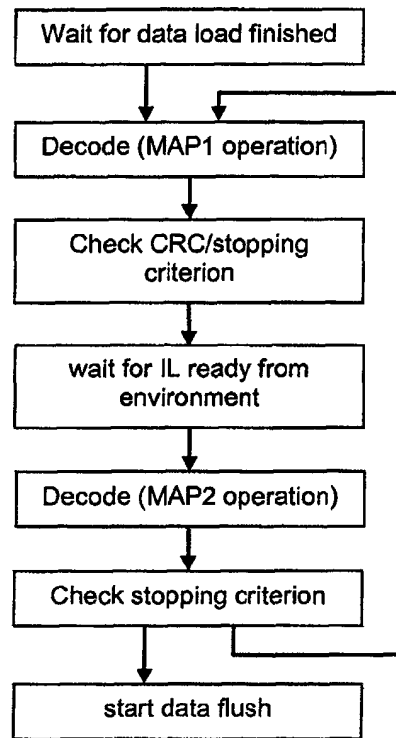 Wait for data load finished
Decode (MAP1 operation)
Check CRC/stopping
criterion
wait for IL ready from
environment
Decode (MAP2 operation)
Check stopping criterion
start data flush